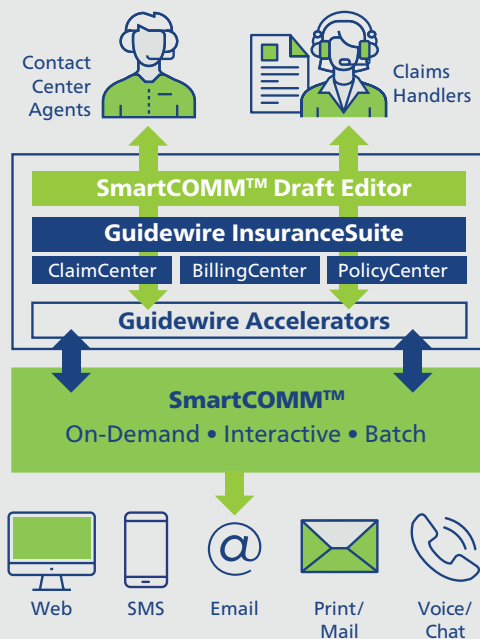 Contact
Center
Agents
Claims
Handlers
SmartCOMM™ Draft Editor
Guidewire InsuranceSuite
ClaimCenter
BillingCenter
PolicyCenter
Guidewire Accelerators
SmartCOMM™
On-Demand • Interactive • Batch
@
Web
SMS
Email
Print/
Mail
Voice/
Chat